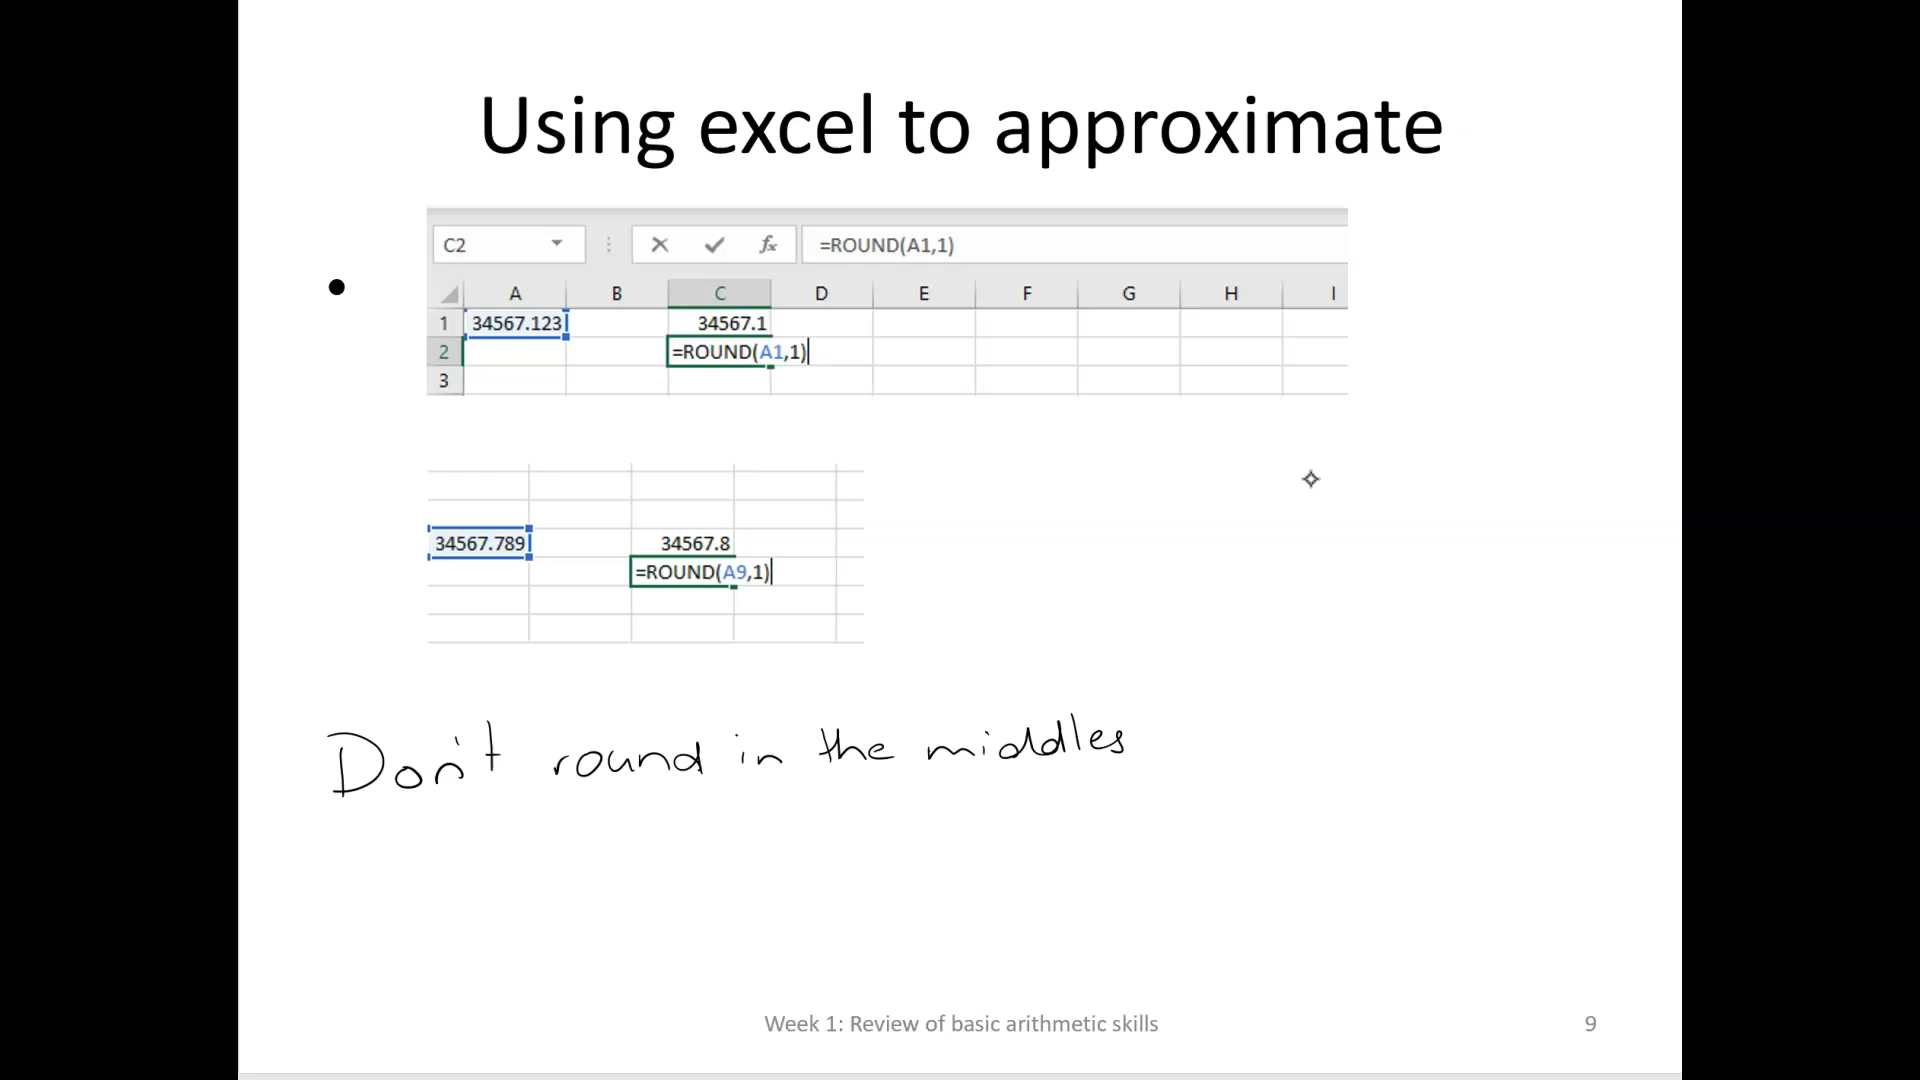 Using excel to approximate
C2 =ROUND(A1,1)
A B C D E F G H I
1 34567.123 34567.1
2 =ROUND(A1,1)
3
34567.789 34567.8
=ROUND(A9,1)
Don't round in the middles
Week 1: Review of basic arithmetic skills 9